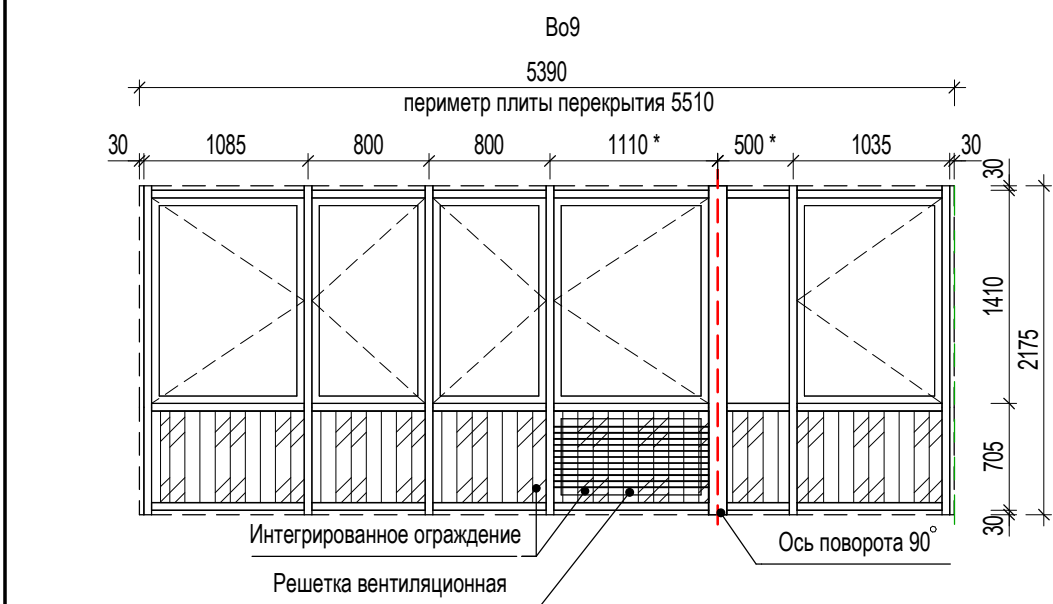 Во9
5390
периметр плиты перекрытия 5510
30 1085 800 800 1110 * 500 * 1035 30
30
1410
2175
705
30
Интегрированное ограждение
Ось поворота 90°
Решетка вентиляционная